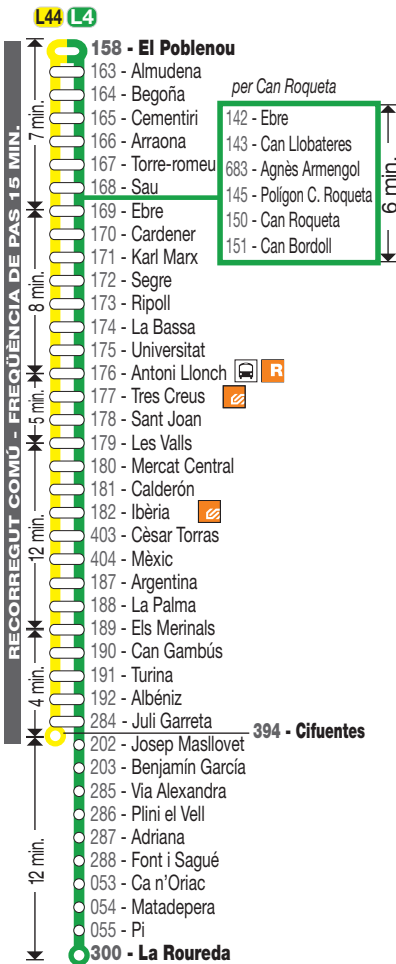 L44 L4
RECORREGUT COMÚ - FREQÜÈNCIA DE PAS 15 MIN.
158 - El Poblenou
163 - Almudena
164 - Begoña
165 - Cementiri
166 - Arraona
167 - Torre-romeu
168 - Sau
7 min.
per Can Roqueta
142 - Ebre
143 - Can Llobateres
683 - Agnès Armengol
145 - Polígon C. Roqueta
150 - Can Roqueta
151 - Can Bordoll
6 min.
169 - Ebre
170 - Cardener
171 - Karl Marx
172 - Segre
173 - Ripoll
174 - La Bassa
175 - Universitat
8 min.
176 - Antoni Llonch R
177 - Tres Creus
178 - Sant Joan
5 min.
179 - Les Valls
180 - Mercat Central
181 - Calderón
182 - Ibèria
403 - Cèsar Torras
404 - Mèxic
187 - Argentina
188 - La Palma
12 min.
189 - Els Merinals
190 - Can Gambús
191 - Turina
192 - Albéniz
284 - Juli Garreta
4 min.
394 - Cifuentes
202 - Josep Masllovet
203 - Benjamín García
285 - Via Alexandra
286 - Plini el Vell
287 - Adriana
288 - Font i Sagué
053 - Ca n’Oriac
054 - Matadepera
055 - Pi
12 min.
300 - La Roureda